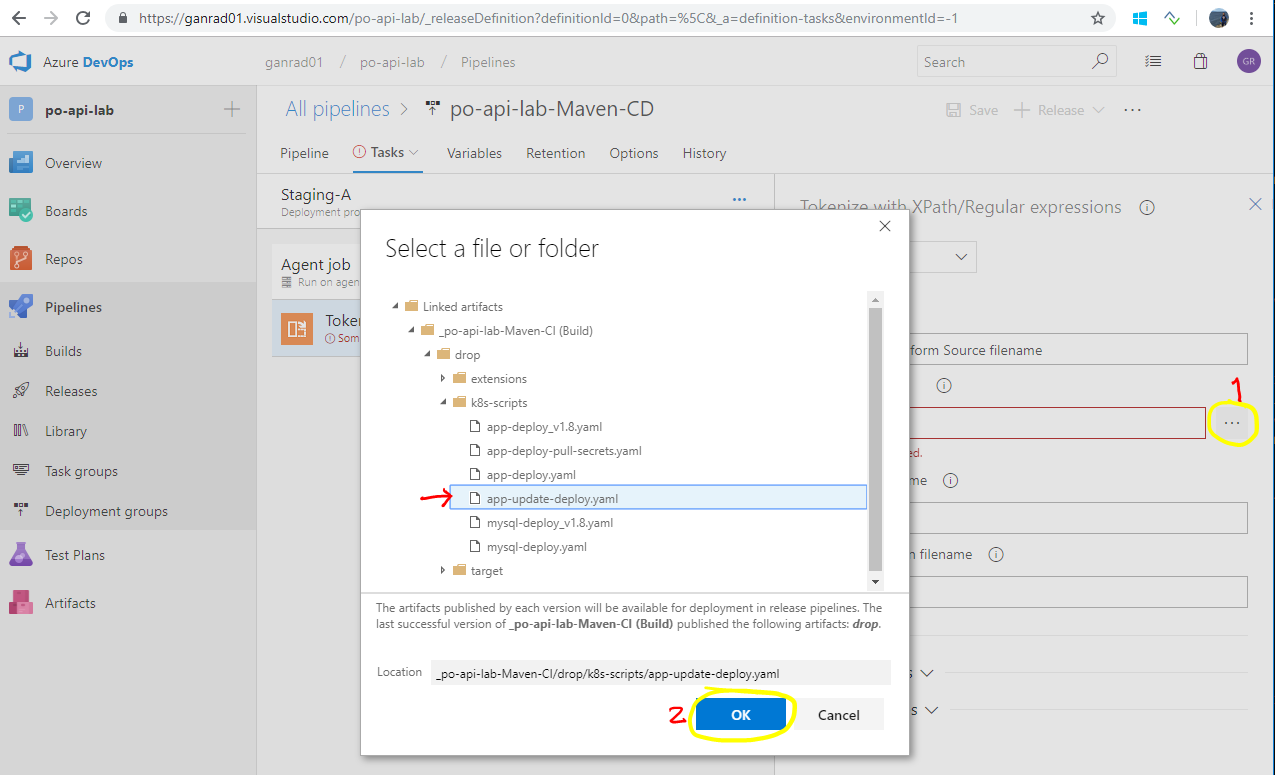 https://ganrad01.visualstudio.com/po-api-lab/_releaseDefinition?definitionId=0&path=%5C&_a=definition-tasks&environmentId=-1
Azure DevOps
ganrad01 / po-api-lab / Pipelines
Search
GR
P po-api-lab
All pipelines > po-api-lab-Maven-CD
Save
Release
Pipeline
Tasks
Variables
Retention
Options
History
Overview
Boards
Repos
Pipelines
Builds
Releases
Library
Task groups
Deployment groups
Test Plans
Artifacts
Staging-A
Deployment pro
Agent job
Run on agen
Token
Som
Tokenize with XPath/Regular expressions
form Source filename
1
...
ed.
me
n filename
s
s
Select a file or folder
Linked artifacts
_po-api-lab-Maven-CI (Build)
drop
extensions
k8s-scripts
app-deploy_v1.8.yaml
app-deploy-pull-secrets.yaml
app-deploy.yaml
app-update-deploy.yaml
mysql-deploy_v1.8.yaml
mysql-deploy.yaml
target
The artifacts published by each version will be available for deployment in release pipelines. The
last successful version of _po-api-lab-Maven-CI (Build) published the following artifacts: drop.
Location
_po-api-lab-Maven-CI/drop/k8s-scripts/app-update-deploy.yaml
2
OK
Cancel